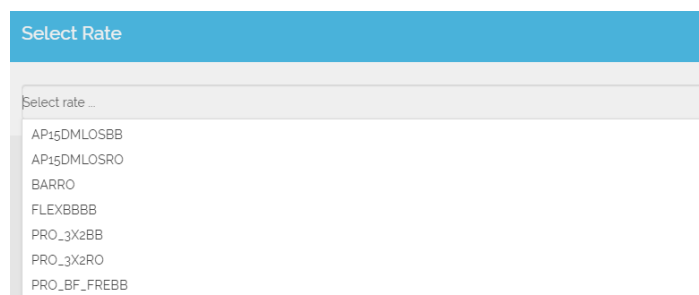 Select Rate
Select rate ...
AP15DMLOSBB
AP15DMLOSRO
BARRO
FLEXBBBB
PRO_3X2BB
PRO_3X2RO
PRO_BF_FREBB